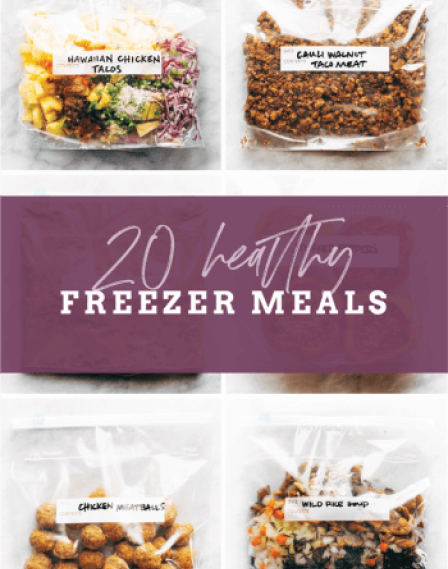 HAWAIIAN CHICKEN
TACOS
CAULI WALNUT
TACO MEAT
20 healthy
FREEZER MEALS
CHICKEN MEATBALLS
WILD RICE SOUP